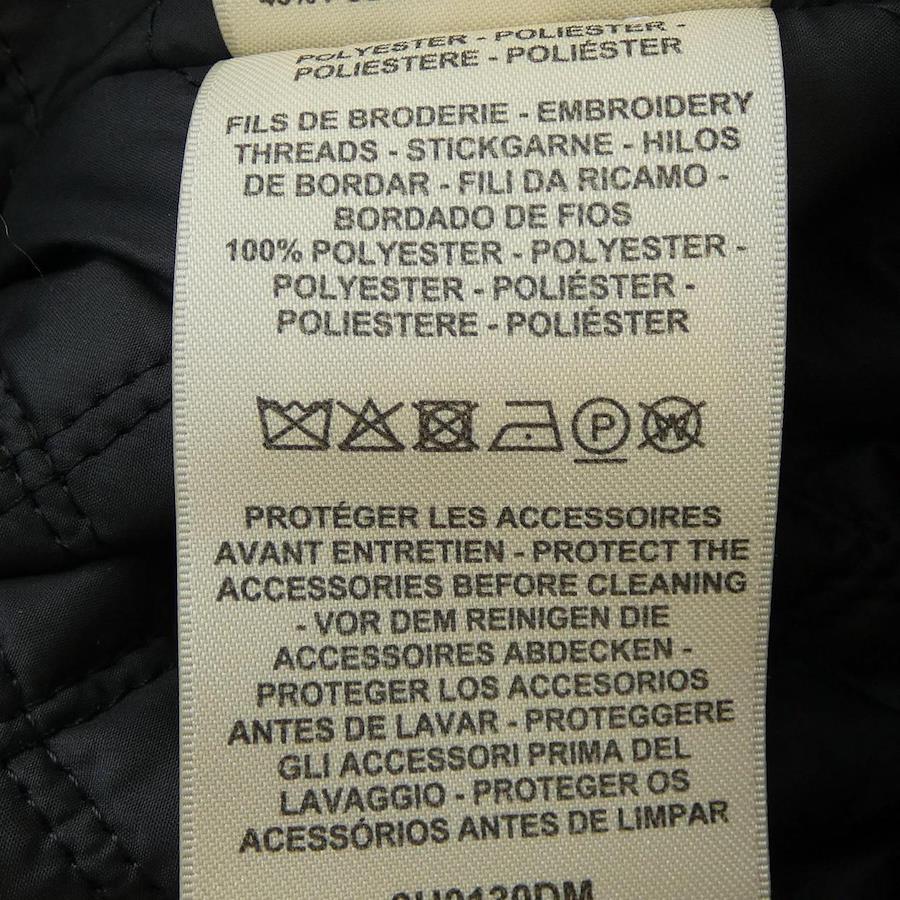 POLYESTER - POLIESTER -
POLIESTERE - POLIÉSTER
FILS DE BRODERIE - EMBROIDERY
THREADS - STICKGARNE - HILOS
DE BORDAR - FILI DA RICAMO -
BORDADO DE FIOS
100% POLYESTER - POLYESTER -
POLYESTER - POLIÉSTER -
POLIESTERE - POLIÉSTER
P W
PROTÉGER LES ACCESSOIRES
AVANT ENTRETIEN - PROTECT THE
ACCESSORIES BEFORE CLEANING
- VOR DEM REINIGEN DIE
ACCESSOIRES ABDECKEN -
PROTEGER LOS ACCESORIOS
ANTES DE LAVAR - PROTEGGERE
GLI ACCESSORI PRIMA DEL
LAVAGGIO - PROTEGER OS
ACESSÓRIOS ANTES DE LIMPAR